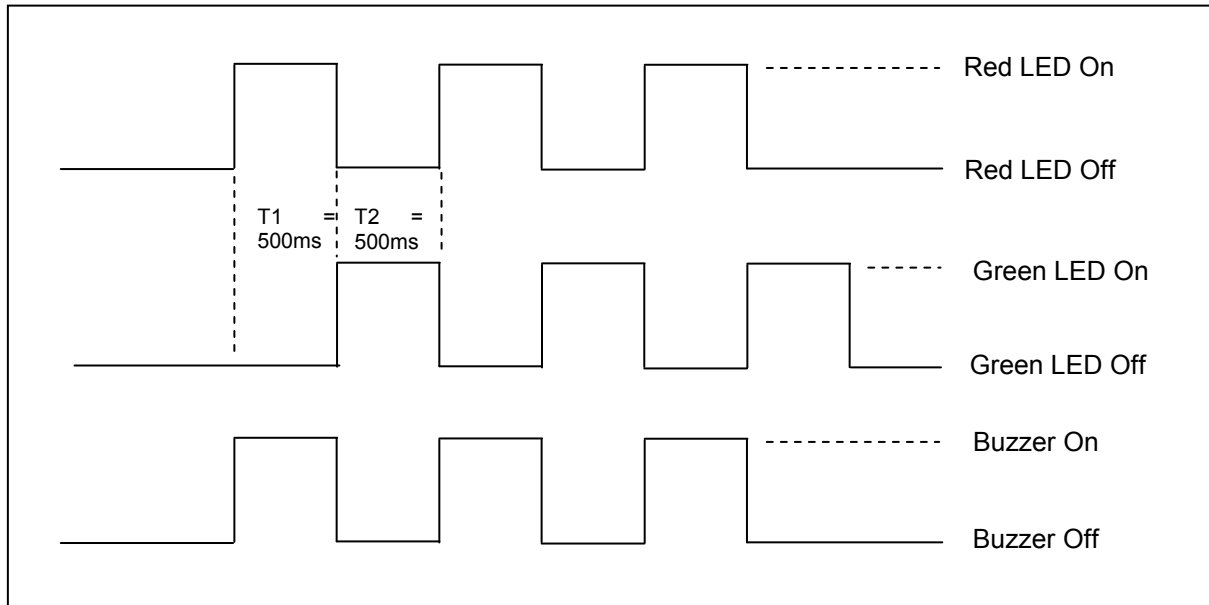 Red LED On
Red LED Off
T1 =
500ms
T2 =
500ms
Green LED On
Green LED Off
Buzzer On
Buzzer Off